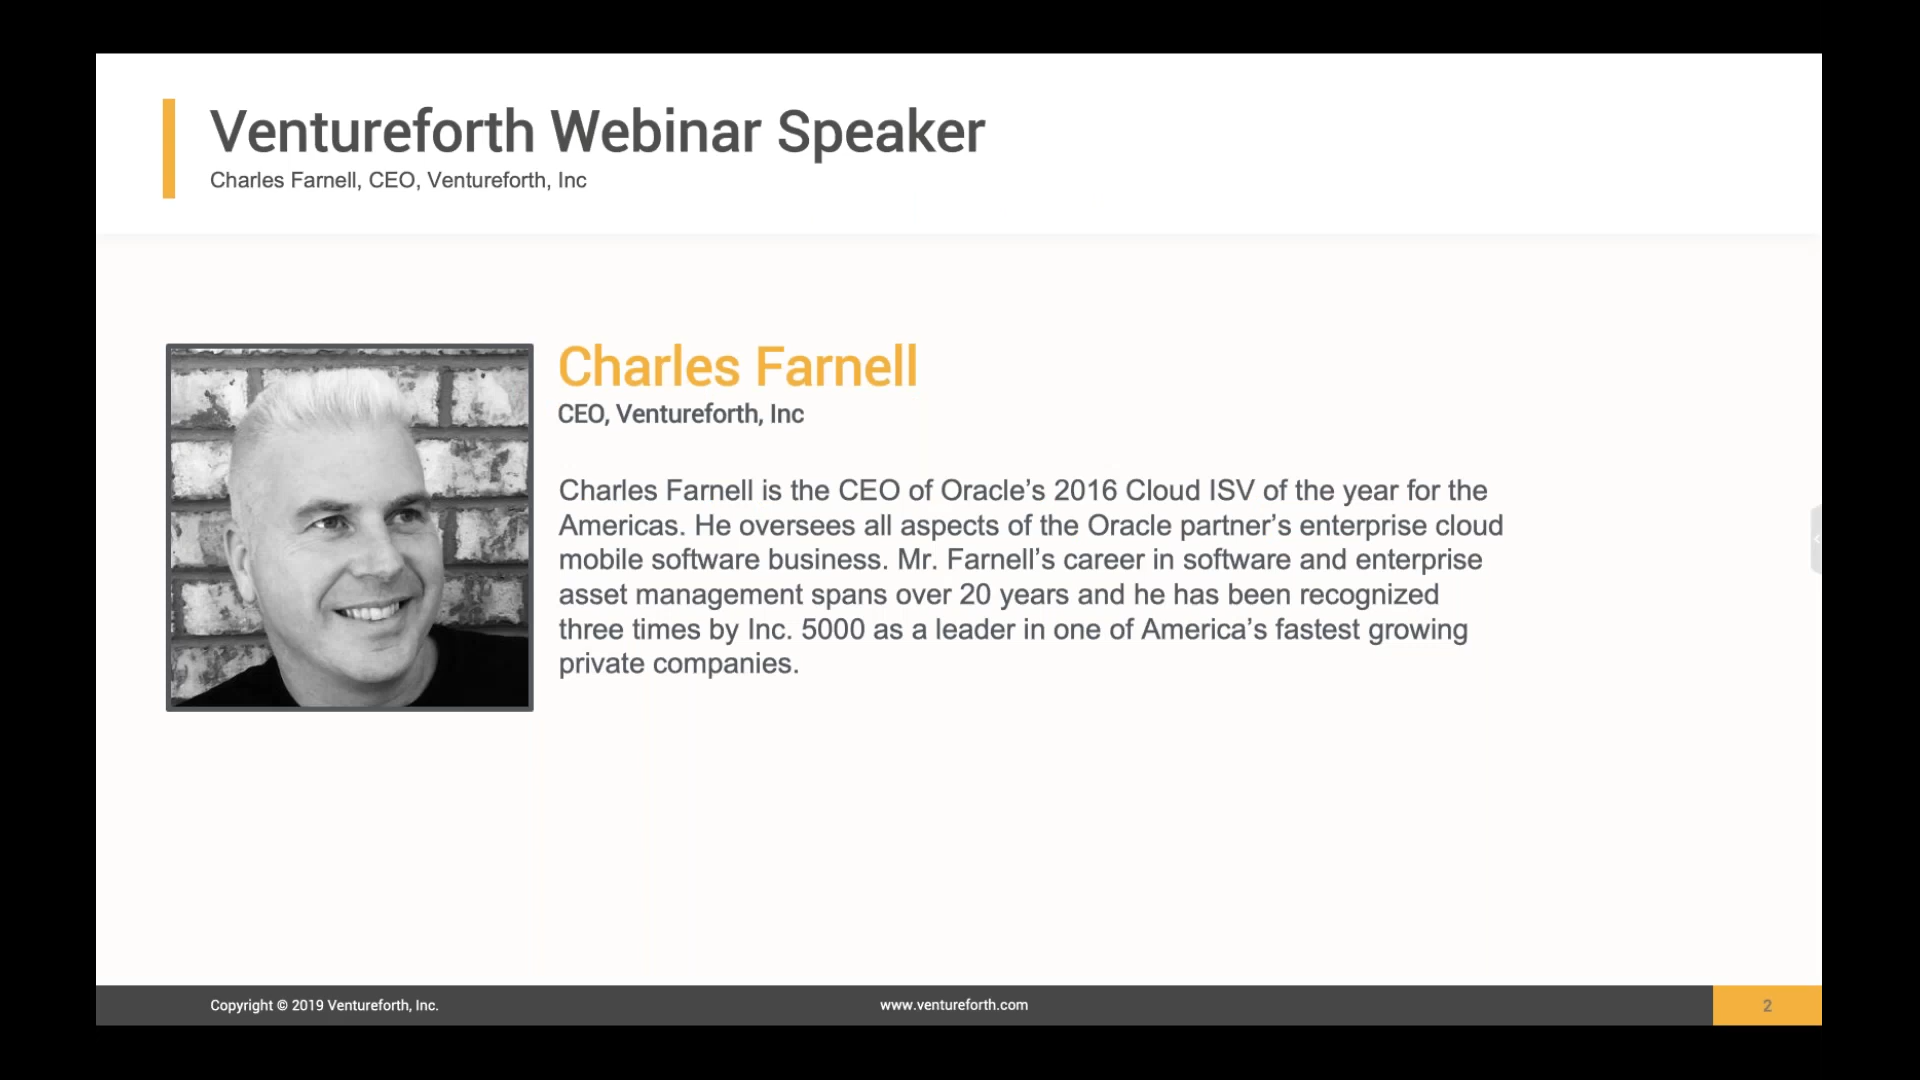 Ventureforth Webinar Speaker
Charles Farnell, CEO, Ventureforth, Inc
Charles Farnell
CEO, Ventureforth, Inc
Charles Farnell is the CEO of Oracle’s 2016 Cloud ISV of the year for the
Americas. He oversees all aspects of the Oracle partner’s enterprise cloud
mobile software business. Mr. Farnell’s career in software and enterprise
asset management spans over 20 years and he has been recognized
three times by Inc. 5000 as a leader in one of America’s fastest growing
private companies.
Copyright © 2019 Ventureforth, Inc.
www.ventureforth.com
2